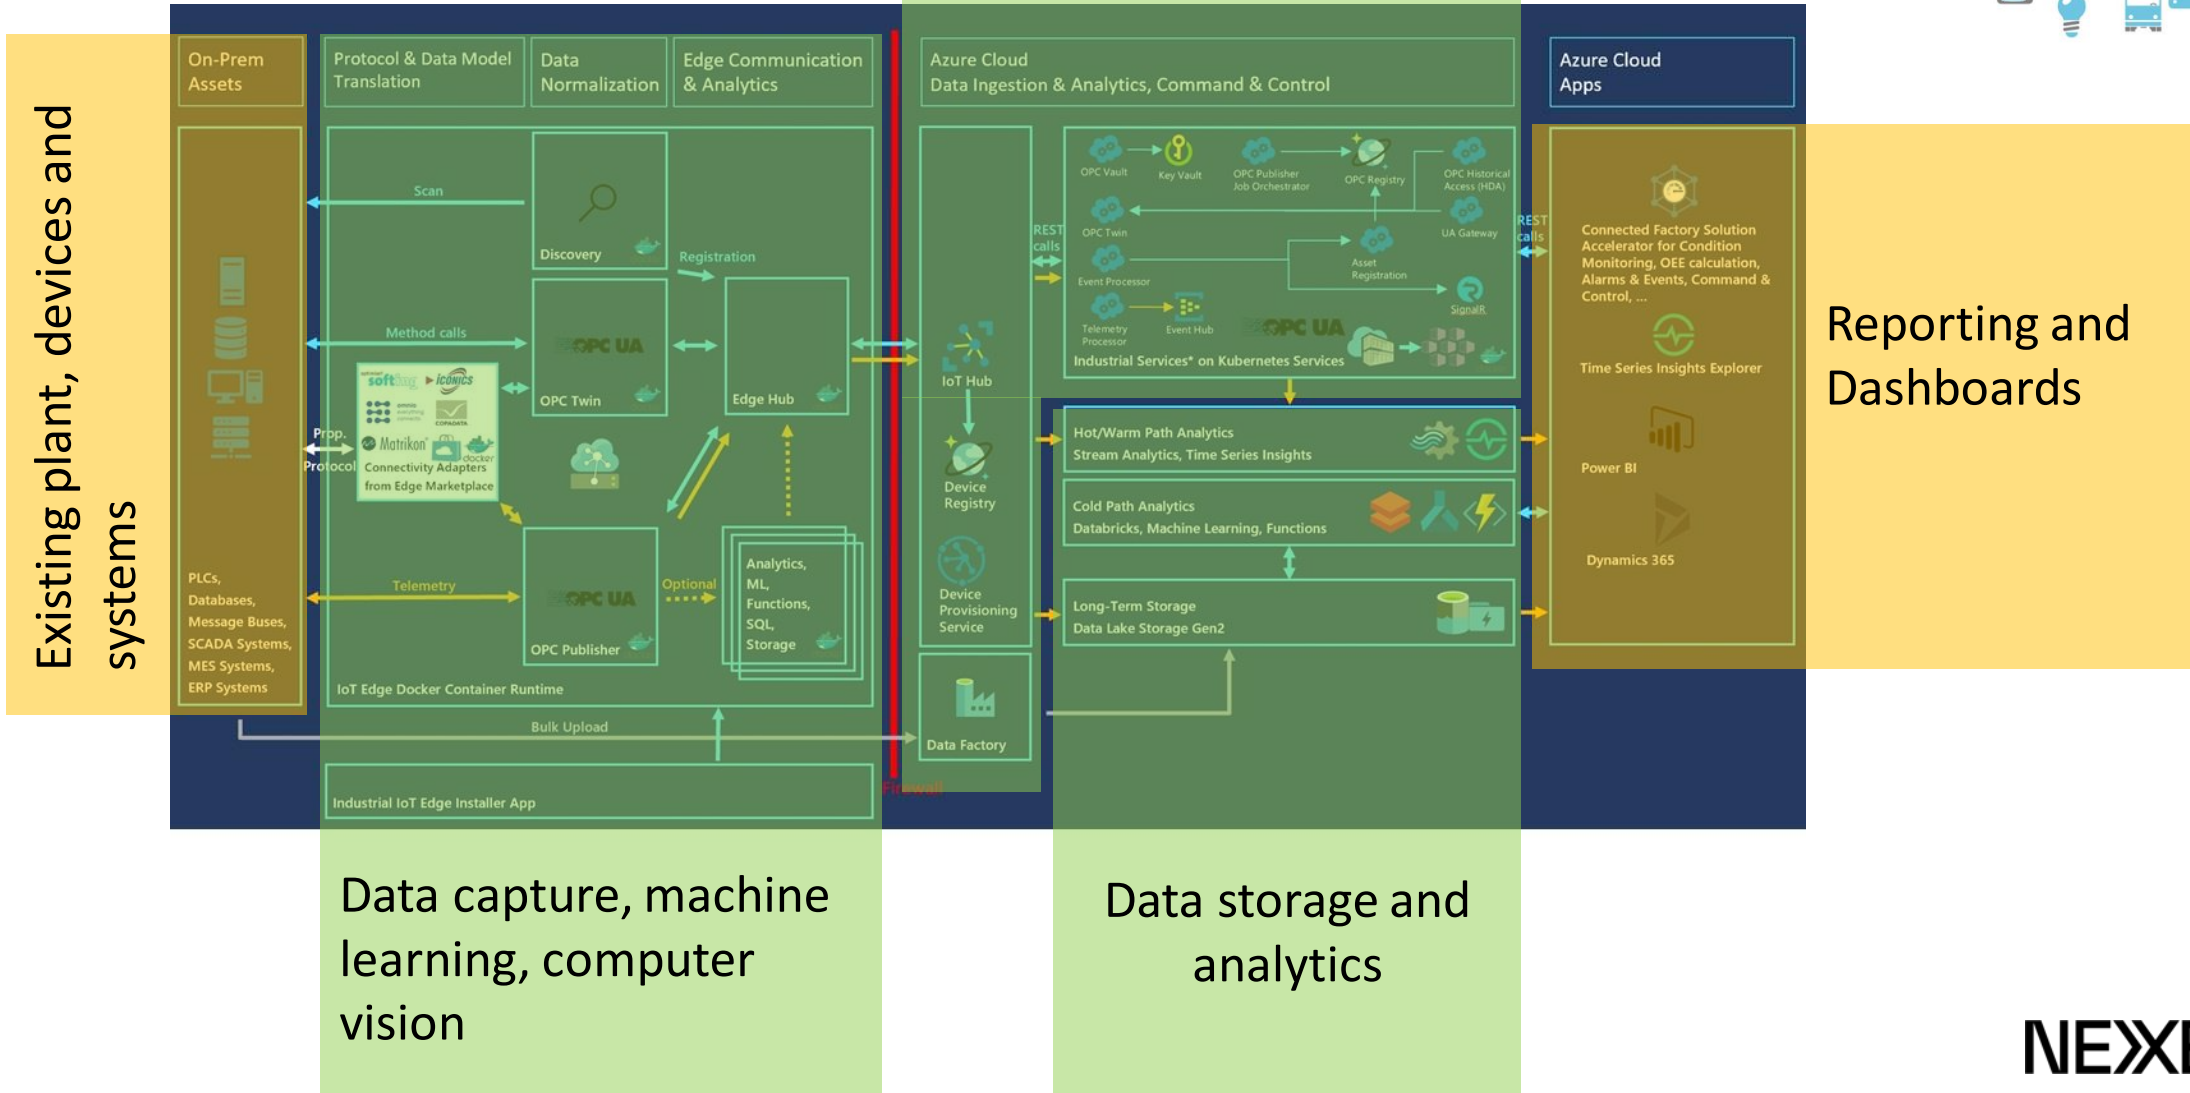 Existing plant, devices and
systems
On-Prem
Assets
PLCs,
Databases,
Message Buses,
SCADA Systems,
MES Systems,
ERP Systems
Protocol & Data Model
Translation
Data
Normalization
Edge Communication
& Analytics
Scan
Discovery
Registration
Method calls
OPC UA
OPC Twin
Edge Hub
softing
ICONICS
COPADATA
Matrikon
docker
Connectivity Adapters
from Edge Marketplace
Prop.
Protocol
Telemetry
OPC UA
OPC Publisher
Optional
Analytics,
ML,
Functions,
SQL,
Storage
IoT Edge Docker Container Runtime
Bulk Upload
Industrial IoT Edge Installer App
Firewall
Azure Cloud
Data Ingestion & Analytics, Command & Control
IoT Hub
Device
Registry
Device
Provisioning
Service
Data Factory
REST
calls
OPC Vault
Key Vault
OPC Publisher
Job Orchestrator
OPC Registry
OPC Historical
Access (HDA)
OPC Twin
UA Gateway
Asset
Registration
Event Processor
SignalR
Telemetry
Processor
Event Hub
OPC UA
Industrial Services* on Kubernetes Services
REST
calls
Hot/Warm Path Analytics
Stream Analytics, Time Series Insights
Cold Path Analytics
Databricks, Machine Learning, Functions
Long-Term Storage
Data Lake Storage Gen2
Azure Cloud
Apps
Connected Factory Solution
Accelerator for Condition
Monitoring, OEE calculation,
Alarms & Events, Command &
Control, ...
Time Series Insights Explorer
Power BI
Dynamics 365
Reporting and
Dashboards
Data capture, machine
learning, computer
vision
Data storage and
analytics